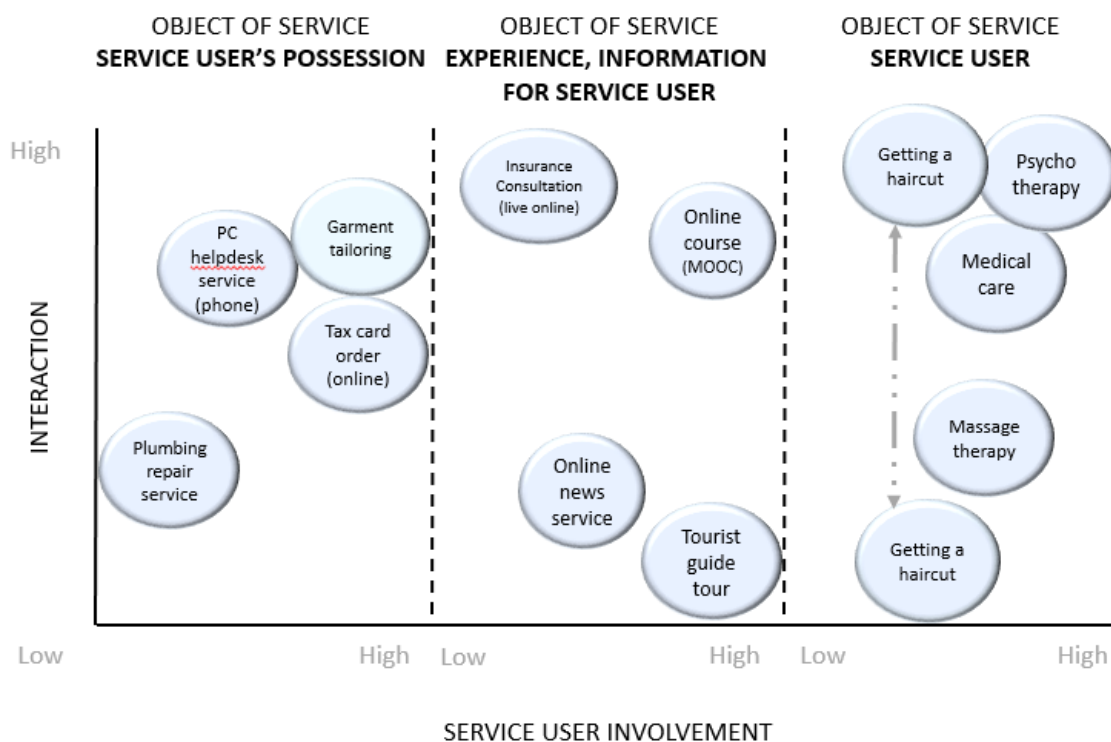 OBJECT OF SERVICE
SERVICE USER'S POSSESSION
OBJECT OF SERVICE
EXPERIENCE, INFORMATION
FOR SERVICE USER
OBJECT OF SERVICE
SERVICE USER
High
INTERACTION
PC
helpdesk
service
(phone)
Garment
tailoring
Tax card
order
(online)
Plumbing
repair
service
Insurance
Consultation
(live online)
Online
course
(MOOC)
Online
news
service
Tourist
guide
tour
Getting a
haircut
Psycho
therapy
Medical
care
Massage
therapy
Getting a
haircut
Low
High
Low
High
Low
High
SERVICE USER INVOLVEMENT